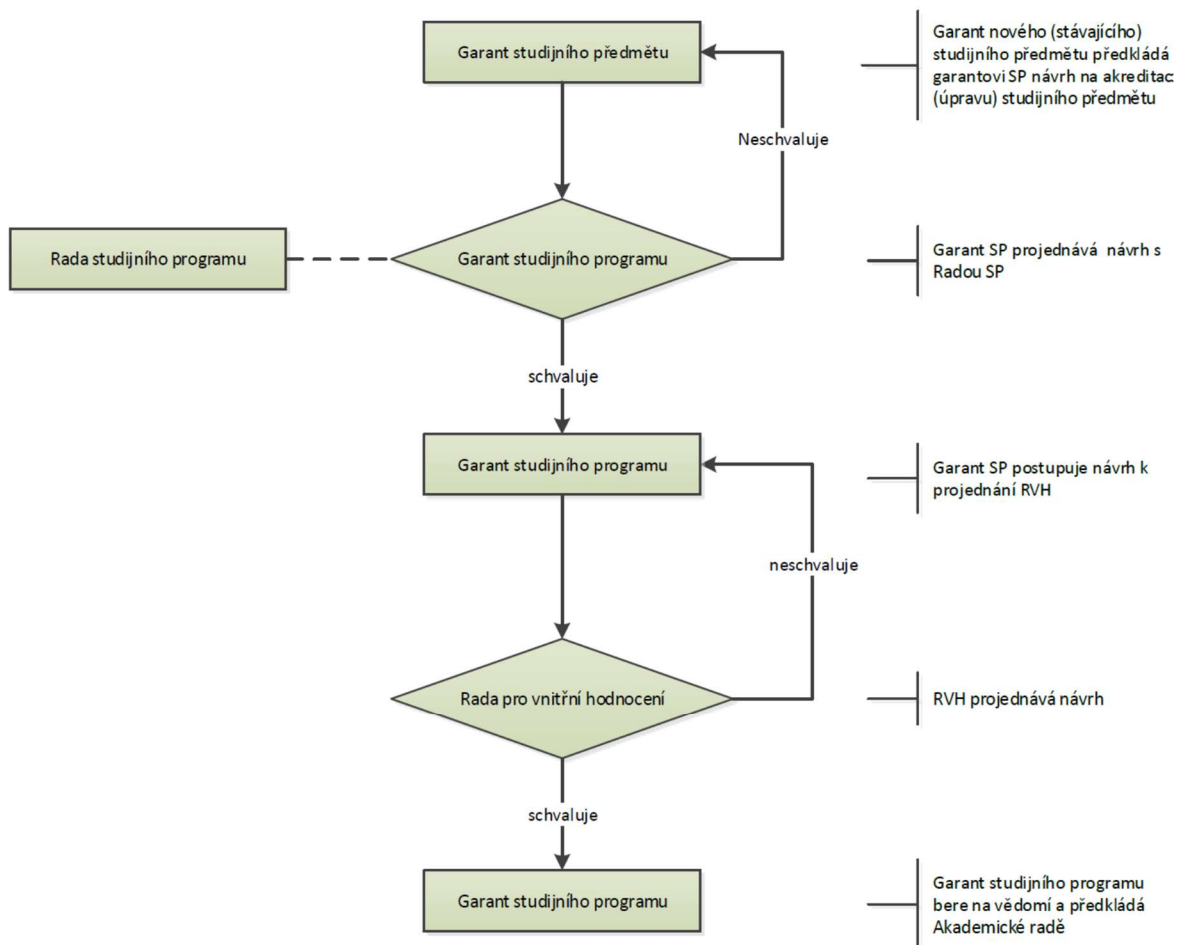 Garant studijního předmětu
Garant nového (stávajícího)
studijního předmětu předkládá
garantovi SP návrh na akreditac
(úpravu) studijního předmětu
Neschvaluje
Rada studijního programu
Garant studijního programu
Garant SP projednává návrh s
Radou SP
schvaluje
Garant studijního programu
Garant SP postupuje návrh k
projednání RVH
neschvaluje
Rada pro vnitřní hodnocení
RVH projednává návrh
schvaluje
Garant studijního programu
Garant studijního programu
bere na vědomí a předkládá
Akademické radě